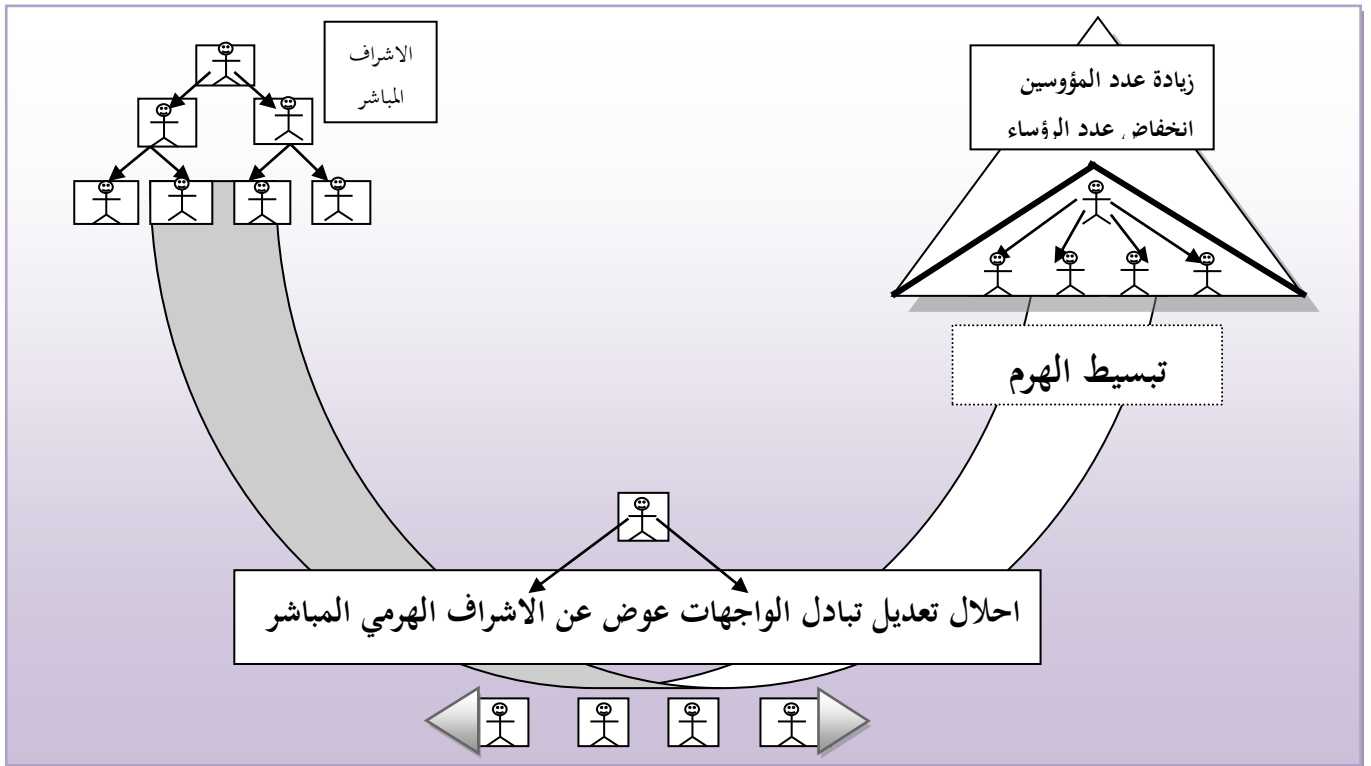 زيادة عدد المؤوسين
انخفاض عدد الرؤساء
الاشراف
المباشر
تبسيط الهرم
احلال تعديل تبادل الواجهات عوض عن الاشراف الهرمي المباشر